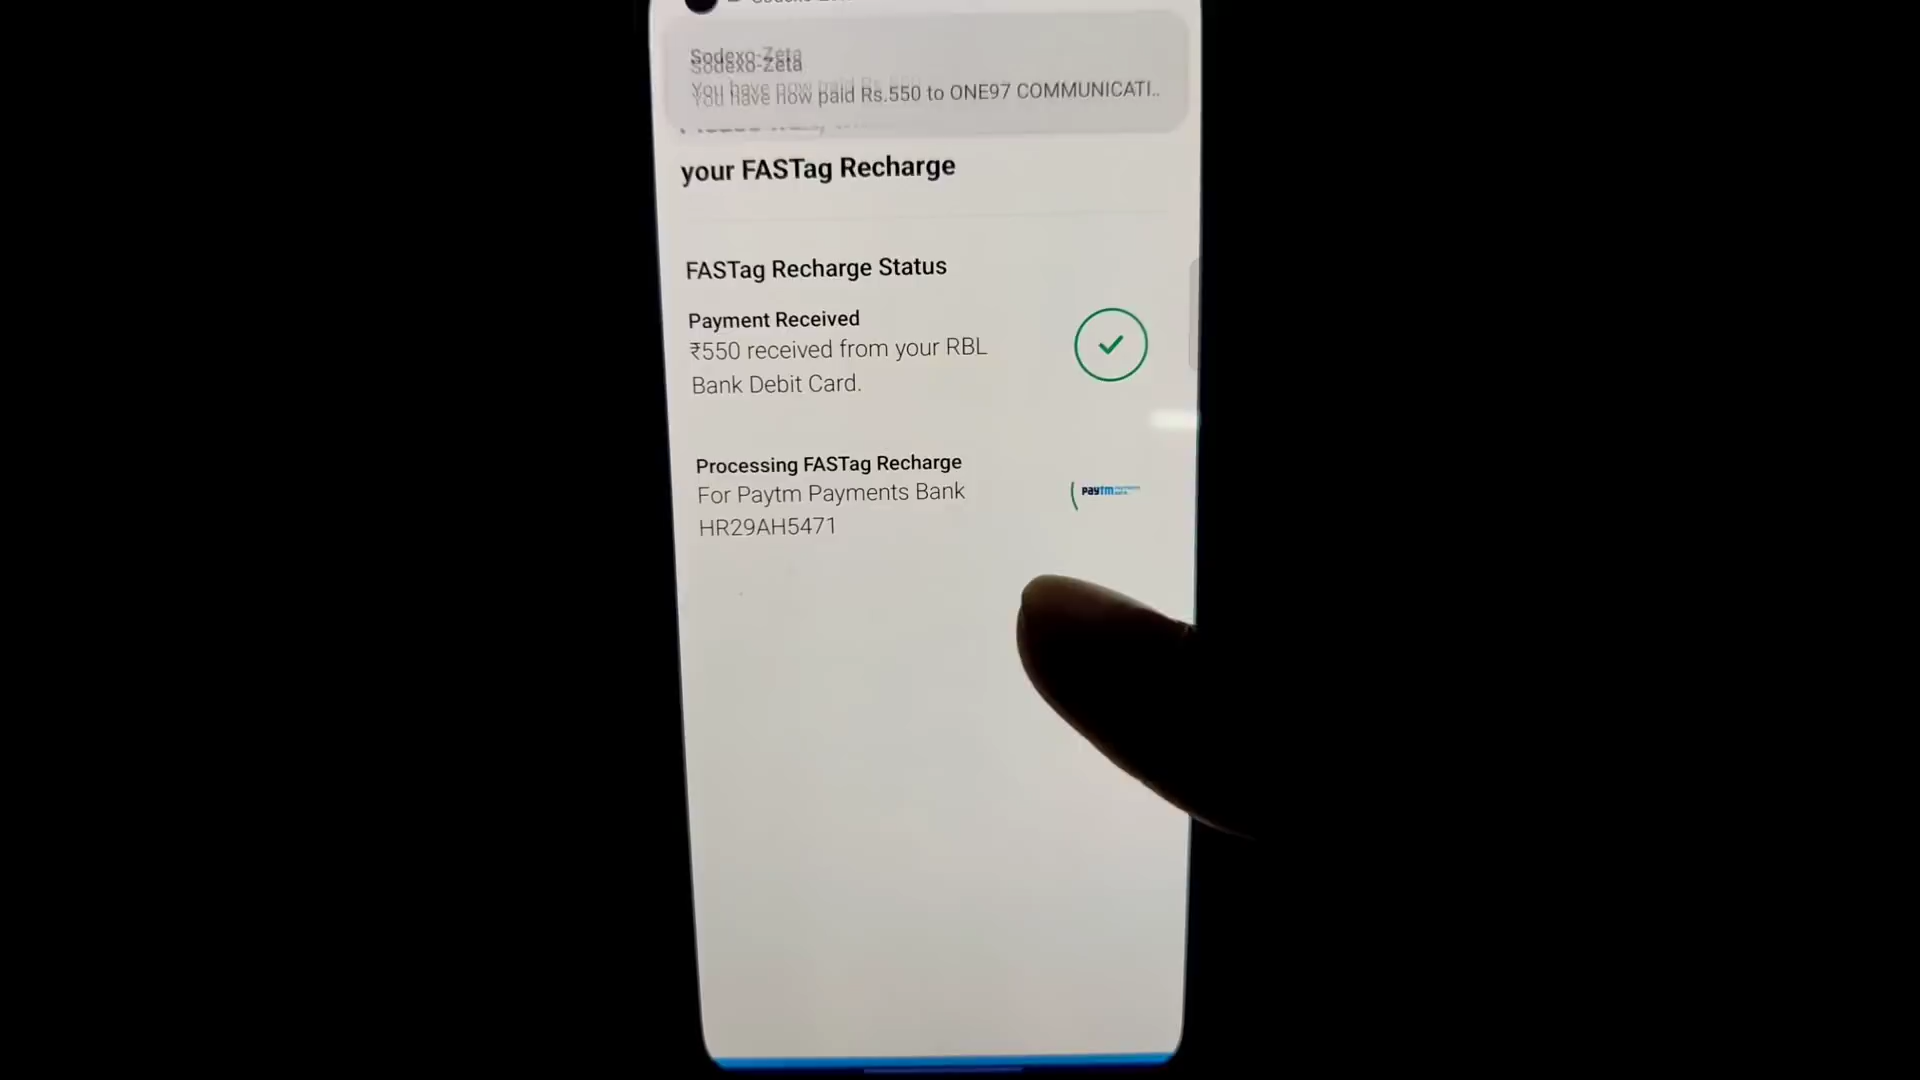 Sodexo-Zeta
You have now paid Rs.550 to ONE97 COMMUNICATI..
your FASTag Recharge
FASTag Recharge Status
Payment Received
₹550 received from your RBL
Bank Debit Card.
Processing FASTag Recharge
For Paytm Payments Bank
HR29AH5471
paytm